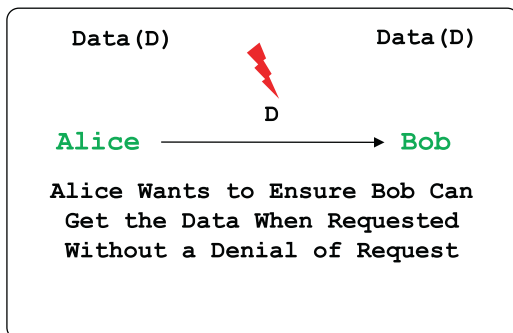 Data(D) Data(D)
D
Alice Bob
Alice Wants to Ensure Bob Can
Get the Data When Requested
Without a Denial of Request